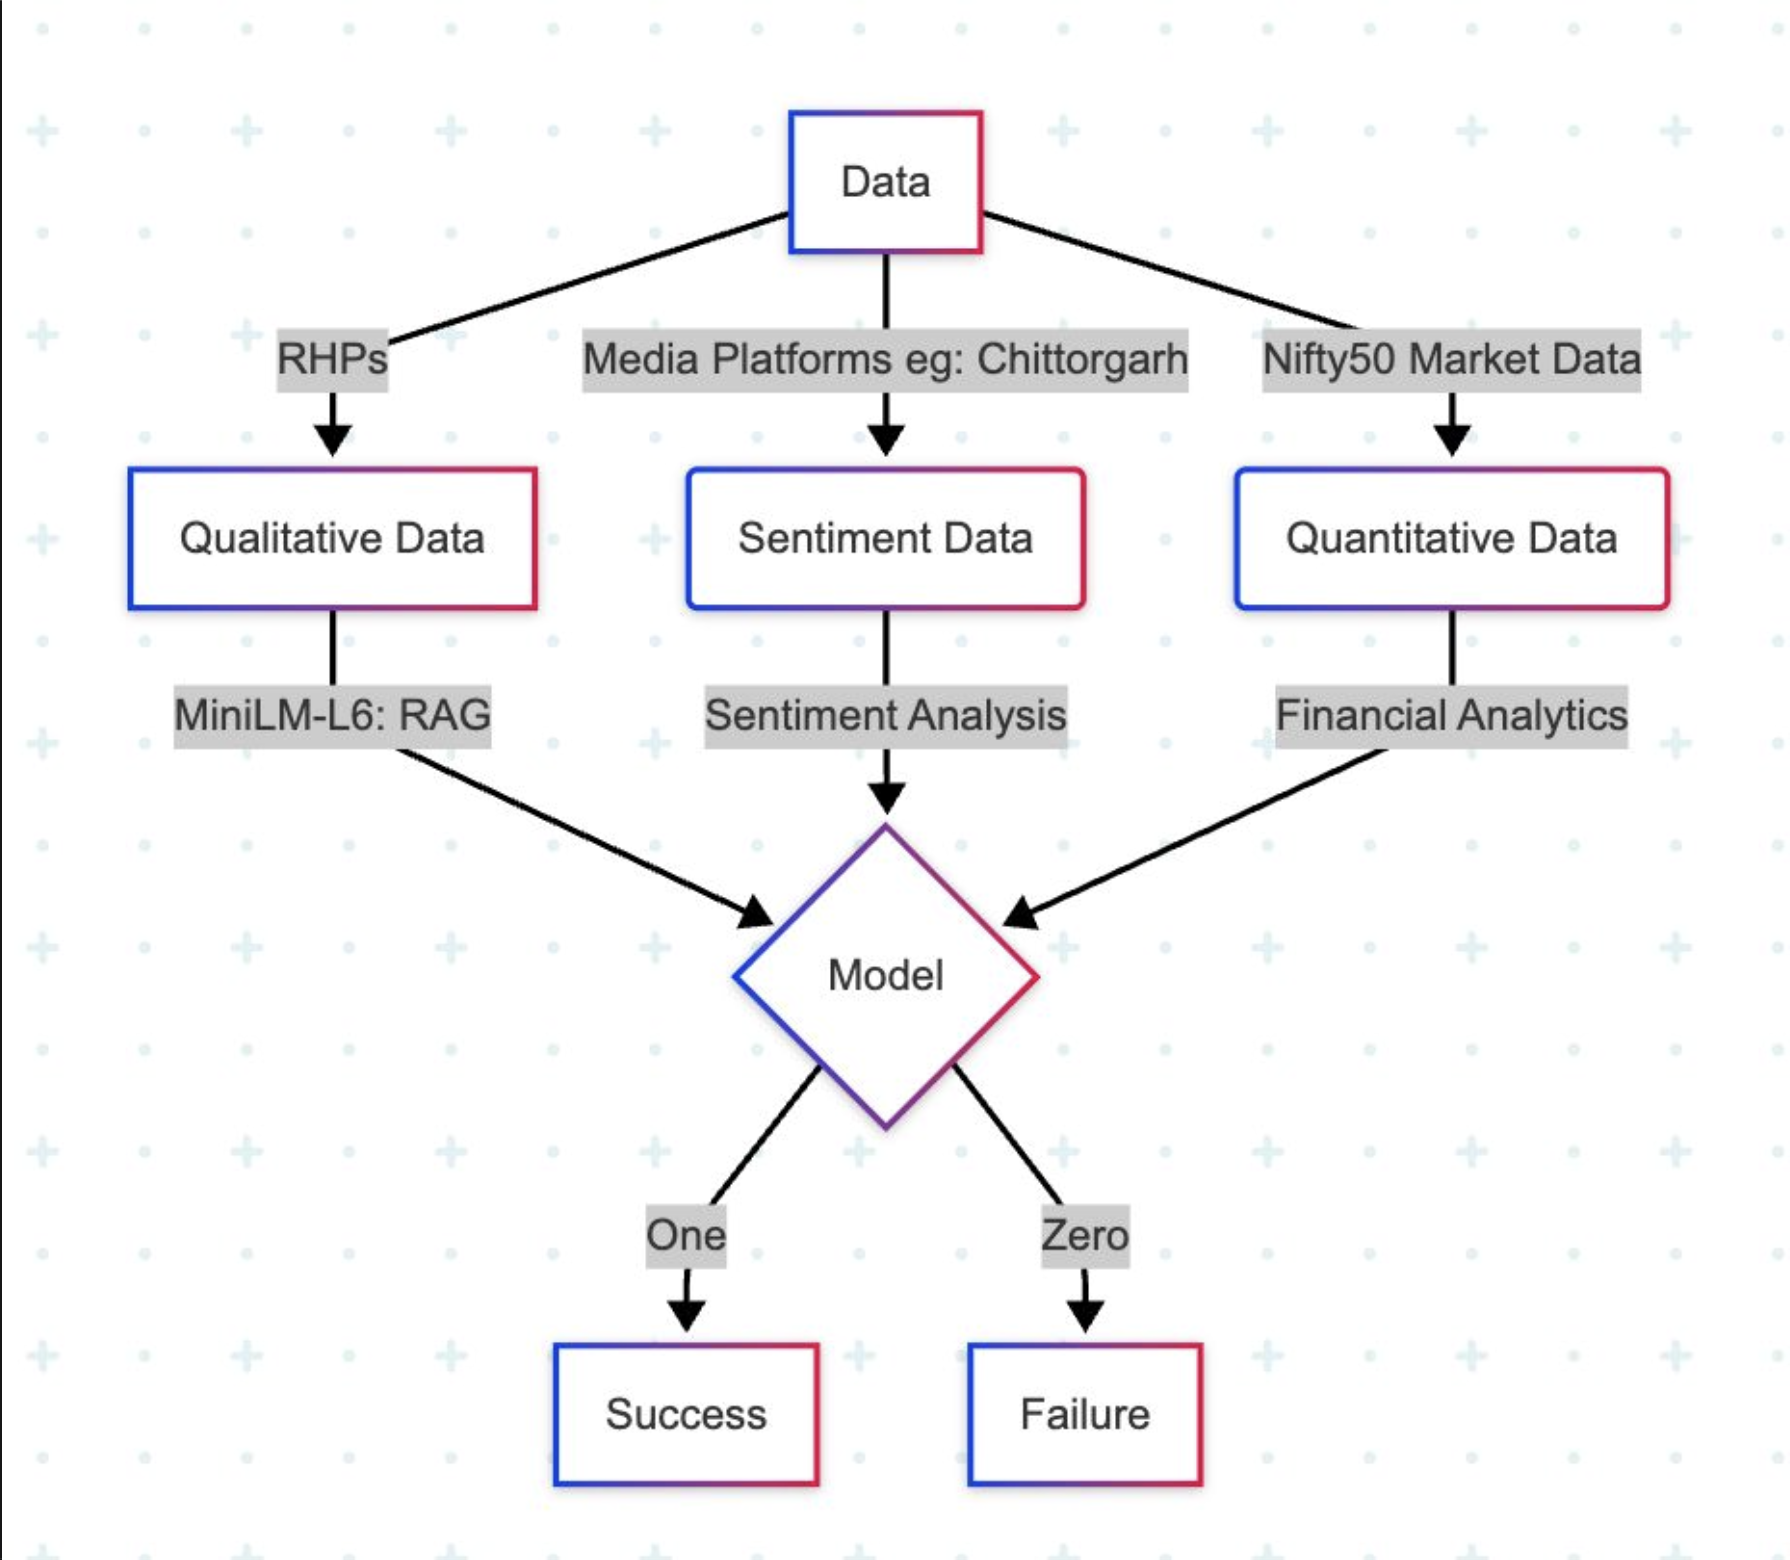 Data
RHPs
Media Platforms eg: Chittorgarh
Nifty50 Market Data
Qualitative Data
Sentiment Data
Quantitative Data
MiniLM-L6: RAG
Sentiment Analysis
Financial Analytics
Model
One
Zero
Success
Failure